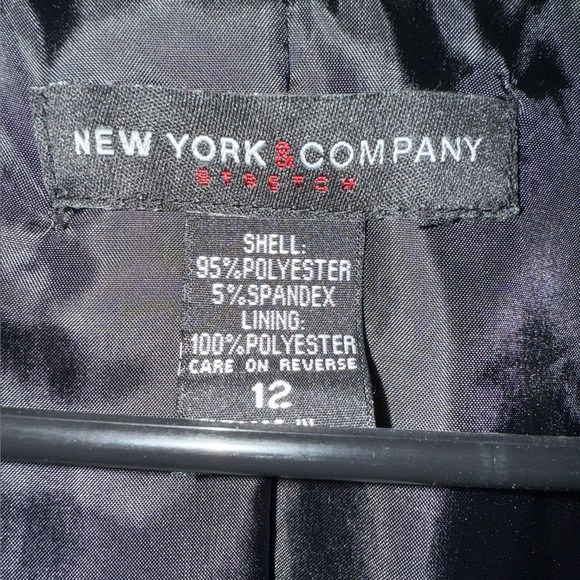 NEW YORK & COMPANY
STRETCH
SHELL:
95%POLYESTER
5%SPANDEX
LINING:
100%POLYESTER
CARE ON REVERSE
12